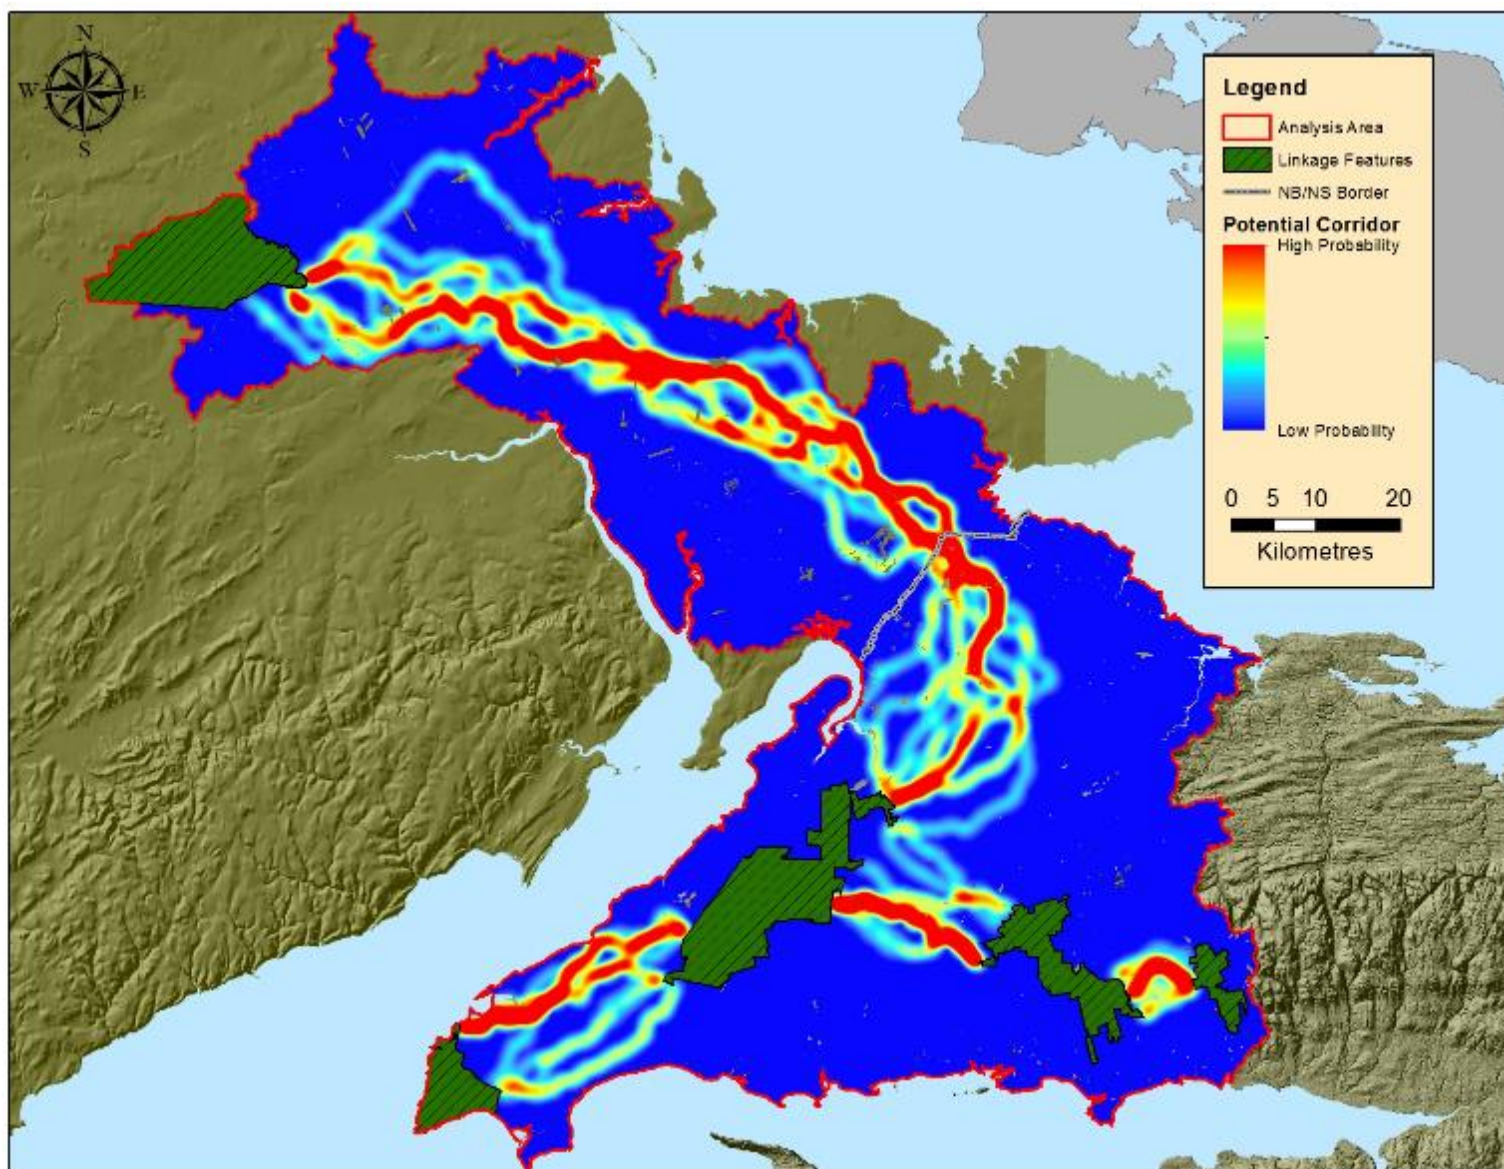 N
W E
S
Legend
Analysis Area
Linkage Features
NB/NS Border
Potential Corridor
High Probability
Low Probability
0 5 10 20
Kilometres